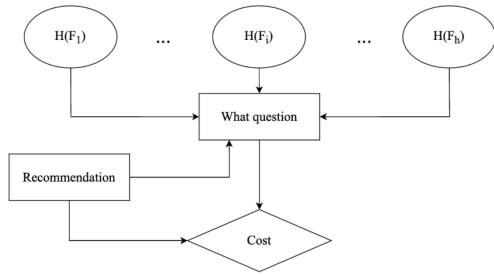 H(F₁) ... H(Fᵢ) ... H(Fₕ)
What question
Recommendation
Cost